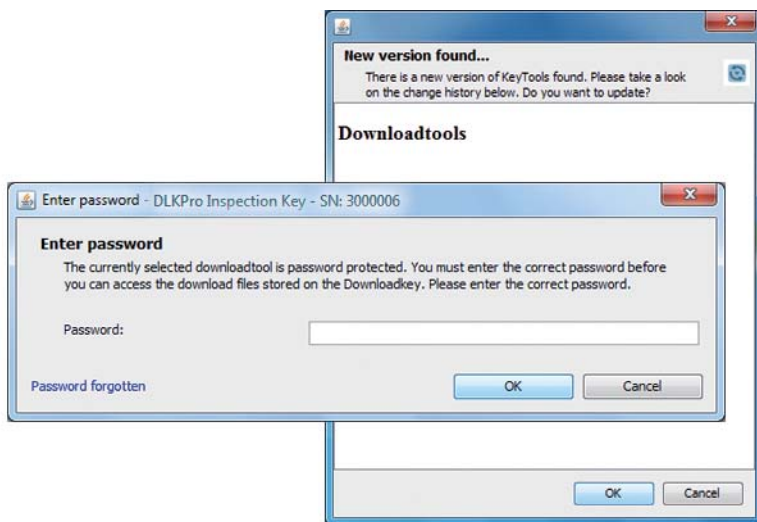 New version found...
There is a new version of KeyTools found. Please take a look
on the change history below. Do you want to update?
Downloadtools
Enter password - DLKPro Inspection Key - SN: 3000006
Enter password
The currently selected downloadtool is password protected. You must enter the correct password before
you can access the download files stored on the Downloadkey. Please enter the correct password.
Password:
Password forgotten
OK
Cancel
OK
Cancel